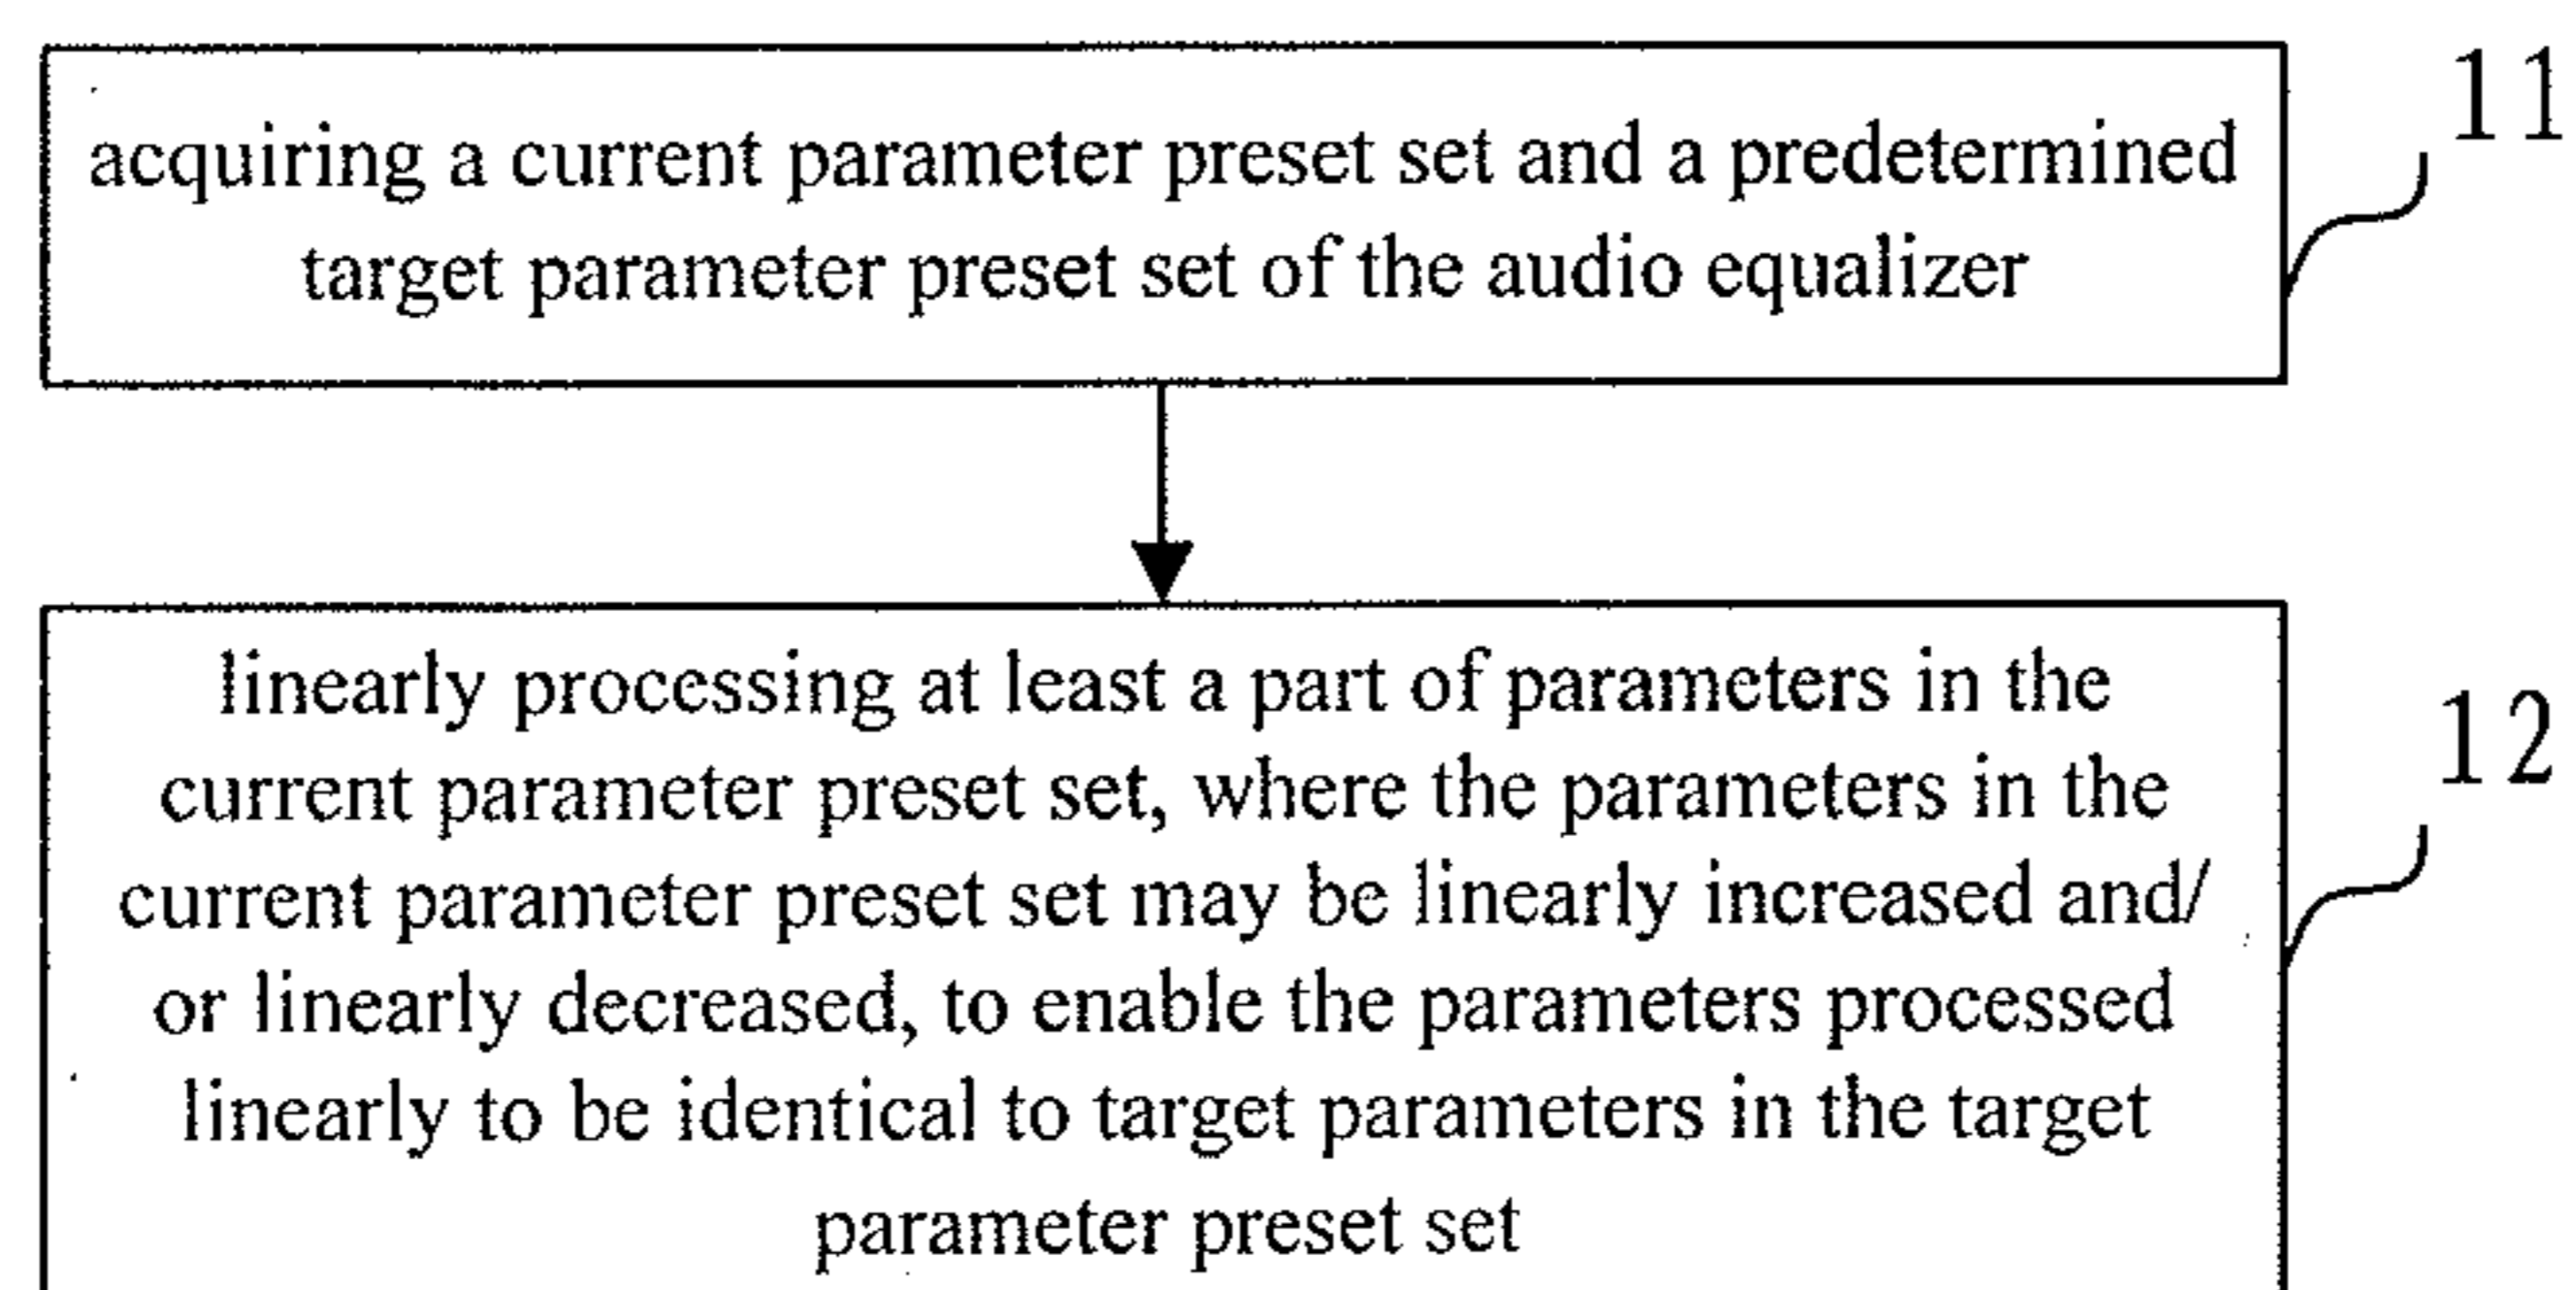 11
acquiring a current parameter preset set and a predetermined
target parameter preset set of the audio equalizer
12
linearly processing at least a part of parameters in the
current parameter preset set, where the parameters in the
current parameter preset set may be linearly increased and/
or linearly decreased, to enable the parameters processed
linearly to be identical to target parameters in the target
parameter preset set